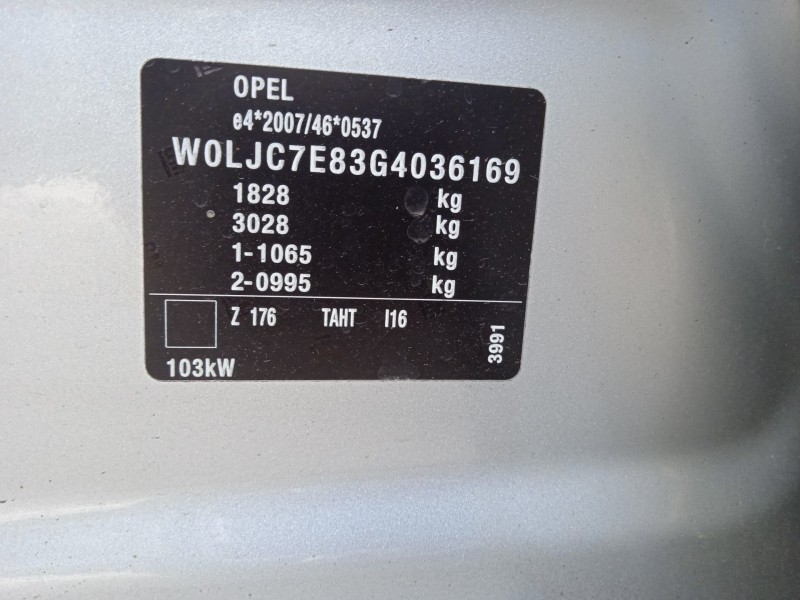 OPEL
e4*2007/46*0537
W0LJC7E83G4036169
1828 kg
3028 kg
1-1065 kg
2-0995 kg
Z 176 TAHT I16
3991
103kW